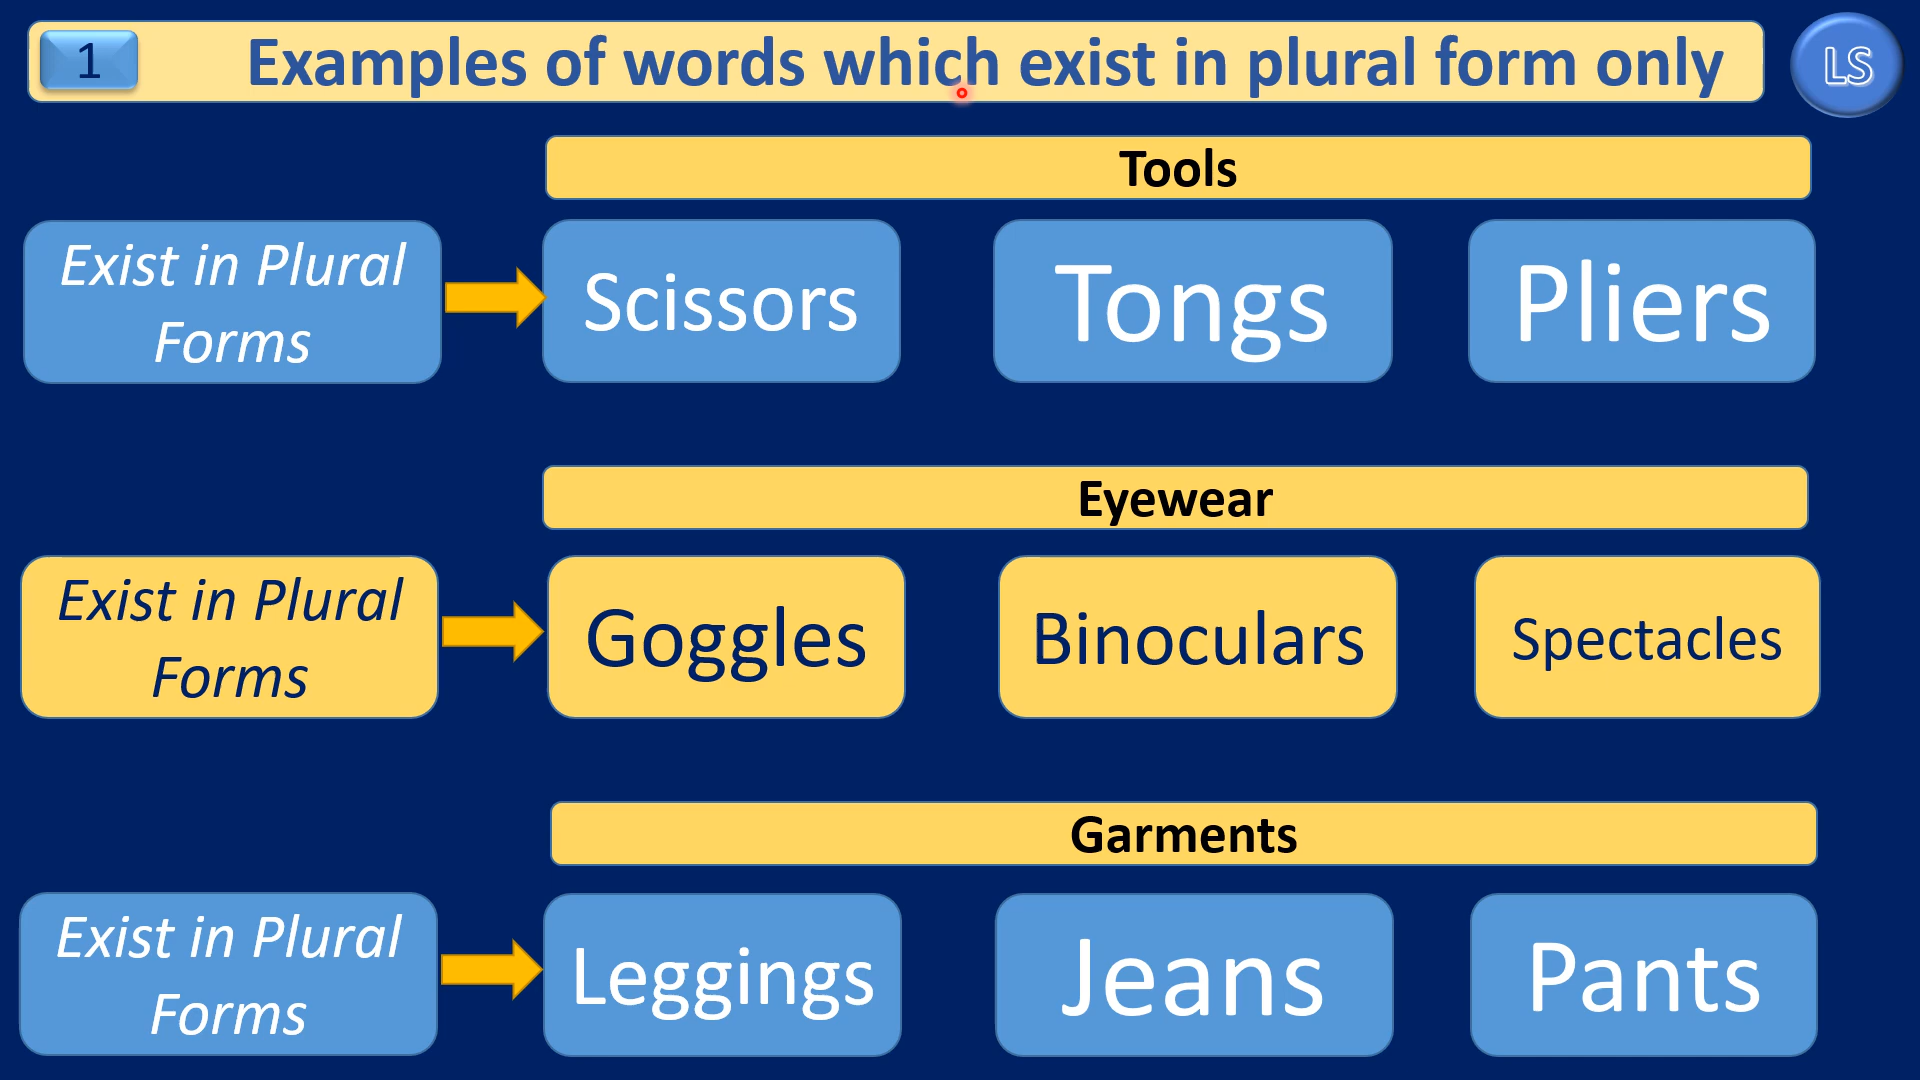 1
Examples of words which exist in plural form only
LS
Tools
Exist in Plural
Forms
Scissors
Tongs
Pliers
Eyewear
Exist in Plural
Forms
Goggles
Binoculars
Spectacles
Garments
Exist in Plural
Forms
Leggings
Jeans
Pants